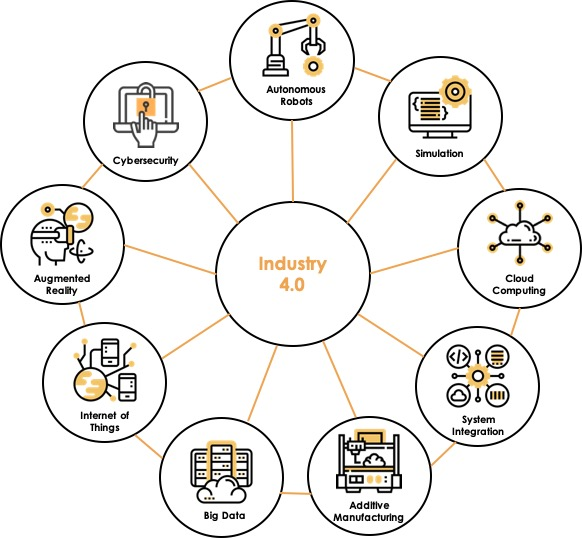 Autonomous
Robots
Simulation
Cybersecurity
Cloud
Computing
Augmented
Reality
Industry
4.0
System
Integration
Internet of
Things
Additive
Manufacturing
Big Data